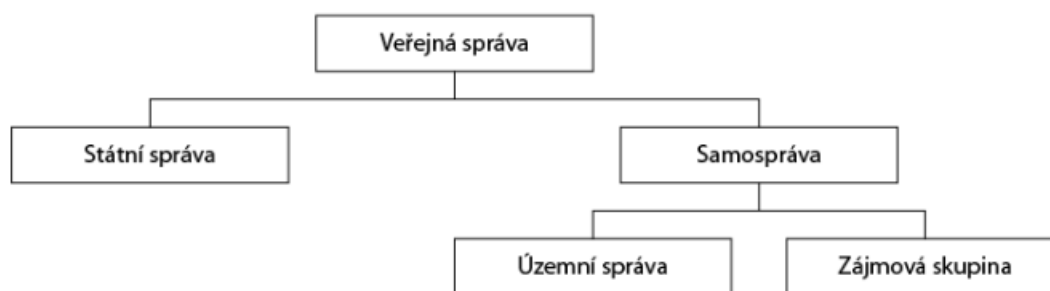 Veřejná správa
Státní správa
Samospráva
Územní správa
Zájmová skupina